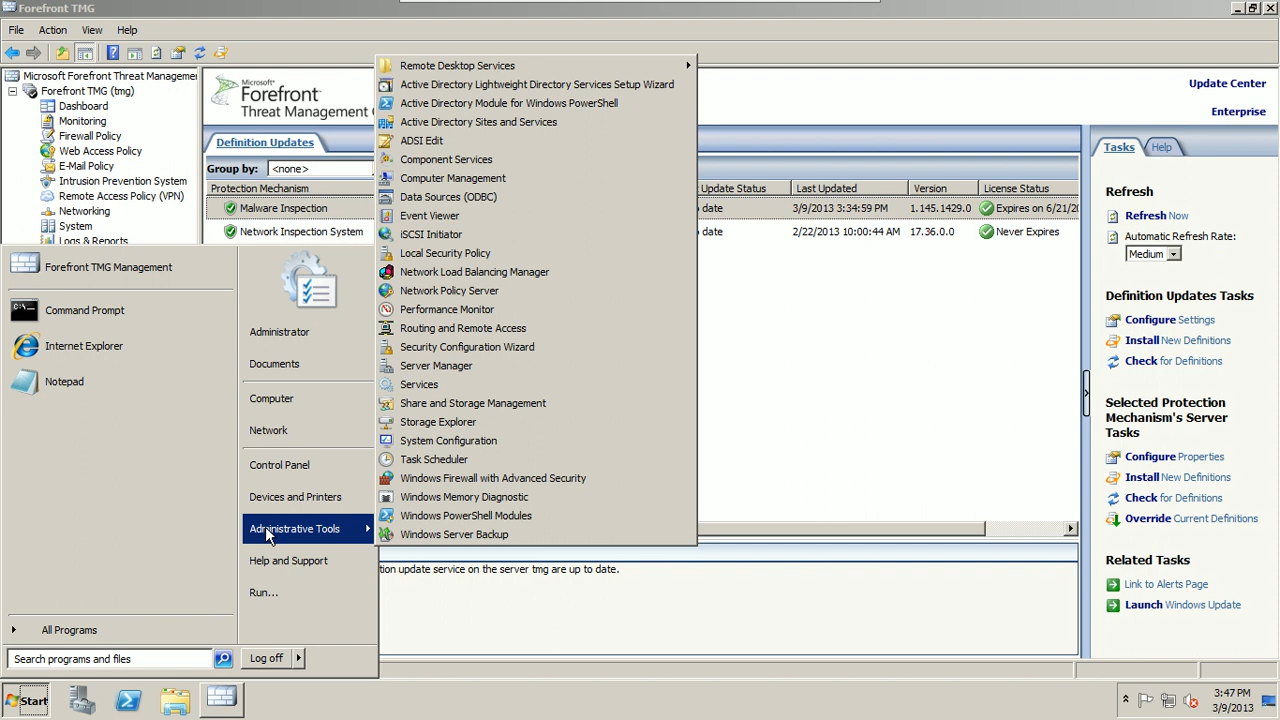 Forefront TMG
File Action View Help
Microsoft Forefront Threat Managemer
Forefront TMG (tmg)
Dashboard
Monitoring
Firewall Policy
Web Access Policy
E-Mail Policy
Intrusion Prevention System
Remote Access Policy (VPN)
Networking
System
Logs & Reports
Microsoft®
Forefront™
Threat Management
Update Center
Enterprise
Definition Updates
Group by: <none>
Protection Mechanism
Update Status
Last Updated
Version
License Status
Malware Inspection
o date
3/9/2013 3:34:59 PM
1.145.1429.0
Expires on 6/21/20
Network Inspection System
o date
2/22/2013 10:00:44 AM
17.36.0.0
Never Expires
tion update service on the server tmg are up to date.
Forefront TMG Management
Command Prompt
Internet Explorer
Notepad
All Programs
Search programs and files
Administrator
Documents
Computer
Network
Control Panel
Devices and Printers
Administrative Tools
Help and Support
Run...
Log off
Remote Desktop Services
Active Directory Lightweight Directory Services Setup Wizard
Active Directory Module for Windows PowerShell
Active Directory Sites and Services
ADSI Edit
Component Services
Computer Management
Data Sources (ODBC)
Event Viewer
iSCSI Initiator
Local Security Policy
Network Load Balancing Manager
Network Policy Server
Performance Monitor
Routing and Remote Access
Security Configuration Wizard
Server Manager
Services
Share and Storage Management
Storage Explorer
System Configuration
Task Scheduler
Windows Firewall with Advanced Security
Windows Memory Diagnostic
Windows PowerShell Modules
Windows Server Backup
Tasks
Help
Refresh
Refresh Now
Automatic Refresh Rate:
Medium
Definition Updates Tasks
Configure Settings
Install New Definitions
Check for Definitions
Selected Protection
Mechanism's Server
Tasks
Configure Properties
Install New Definitions
Check for Definitions
Override Current Definitions
Related Tasks
Link to Alerts Page
Launch Windows Update
Start
3:47 PM
3/9/2013